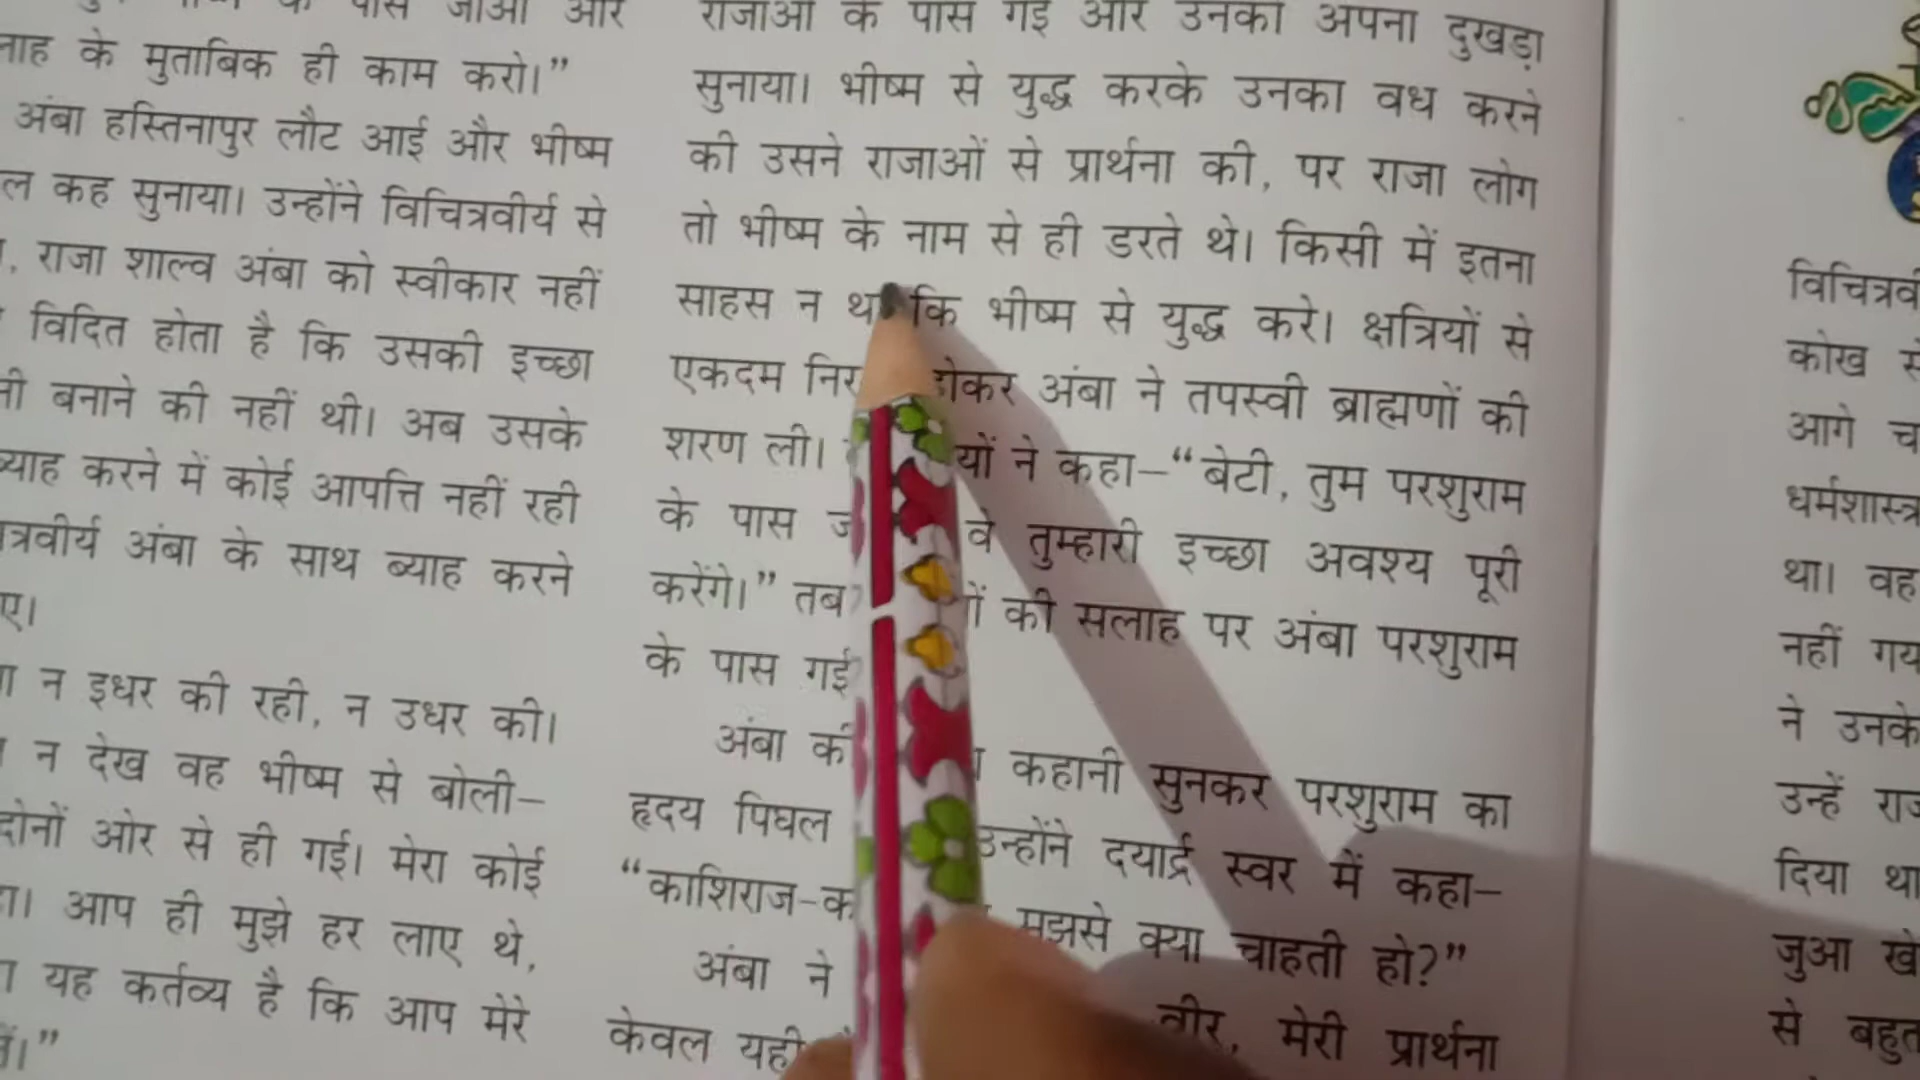 के पास जाओ और
के मुताबिक ही काम करो।”
अंबा हस्तिनापुर लौट आई और भीष्म
कह सुनाया। उन्होंने विचित्रवीर्य से
राजा शाल्व अंबा को स्वीकार नहीं
विदित होता है कि उसकी इच्छा
बनाने की नहीं थी। अब उसके
करने में कोई आपत्ति नहीं रही
अंबा के साथ ब्याह करने
न इधर की रही, न उधर की।
न देख वह भीष्म से बोली–
दोनों ओर से ही गई। मेरा कोई
आप ही मुझे हर लाए थे,
यह कर्तव्य है कि आप मेरे
राजाओं के पास गई और उनको अपना दुखड़ा
सुनाया। भीष्म से युद्ध करके उनका वध करने
की उसने राजाओं से प्रार्थना की, पर राजा लोग
तो भीष्म के नाम से ही डरते थे। किसी में इतना
साहस न था कि भीष्म से युद्ध करे। क्षत्रियों से
एकदम होकर अंबा ने तपस्वी ब्राह्मणों की
शरण ली। ने कहा–“बेटी, तुम परशुराम
के पास वे तुम्हारी इच्छा अवश्य पूरी
करेंगे।” तब की सलाह पर अंबा परशुराम
के पास गई
अंबा की कहानी सुनकर परशुराम का
हृदय पिघल उन्होंने दयार्द्र स्वर में कहा–
“काशिराज- मुझसे क्या चाहती हो?”
अंबा ने
केवल यही वीर, मेरी प्रार्थना
कोख
आगे
धर्मशास्त्र
था। वह
नहीं
ने उनके
उन्हें
दिया था
जुआ
से बहुत